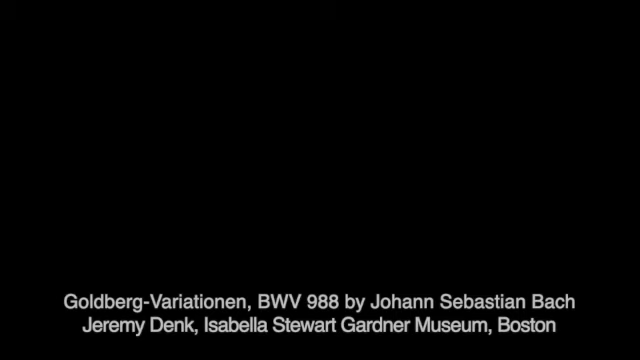 Goldberg-Variationen, BWV 988 by Johann Sebastian Bach
Jeremy Denk, Isabella Stewart Gardner Museum, Boston